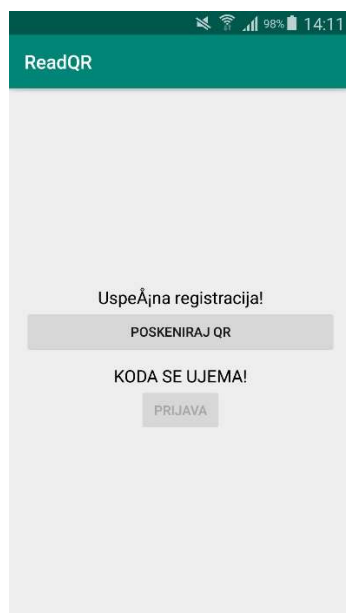 98% 14:11
ReadQR
UspeÅ¡na registracija!
POSKENIRAJ QR
KODA SE UJEMA!
PRIJAVA